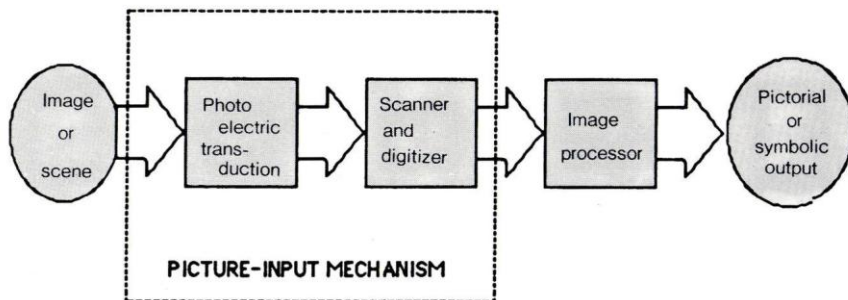 Image
or
scene
Photo
electric
trans-
duction
Scanner
and
digitizer
Image
processor
Pictorial
or
symbolic
output
PICTURE-INPUT MECHANISM